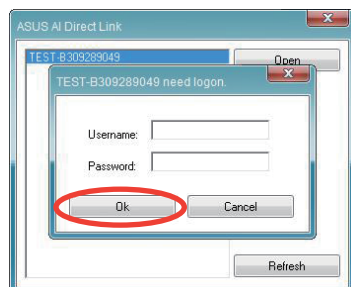 ASUS AI Direct Link
TEST-B309289049
Open
TEST-B309289049 need logon.
Username:
Password:
Ok
Cancel
Refresh